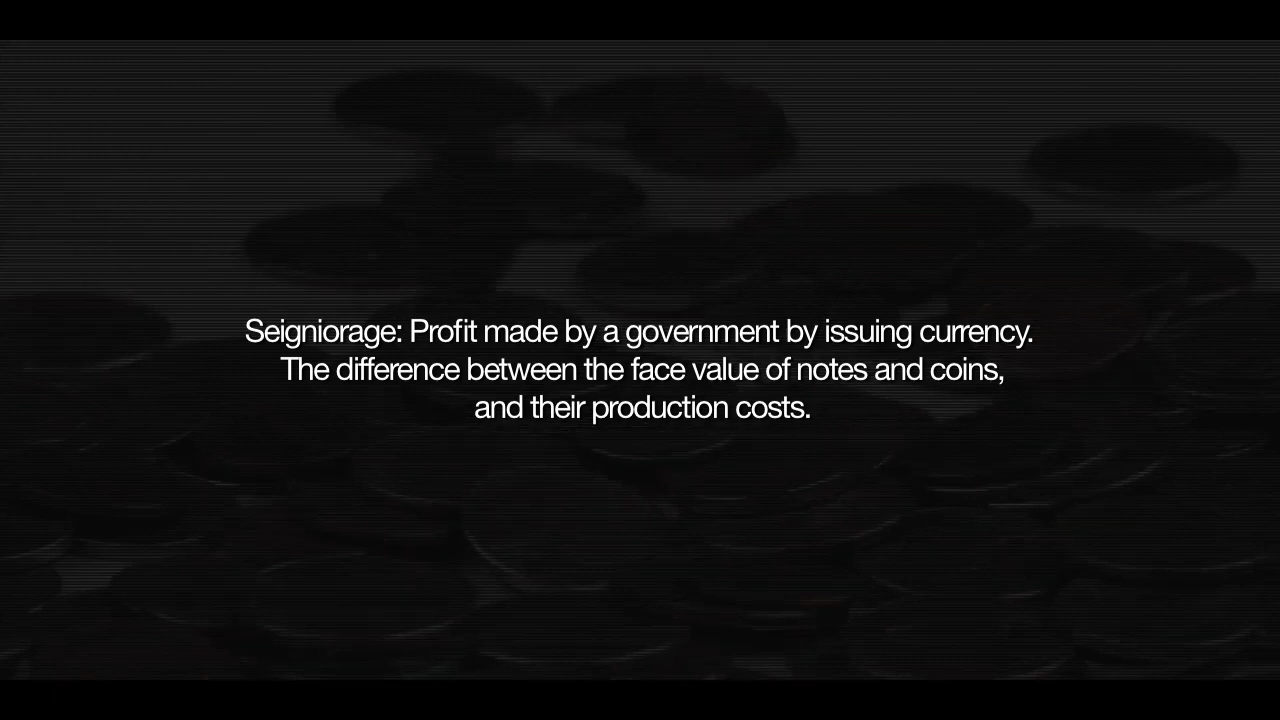 Seigniorage: Profit made by a government by issuing currency.
The difference between the face value of notes and coins,
and their production costs.